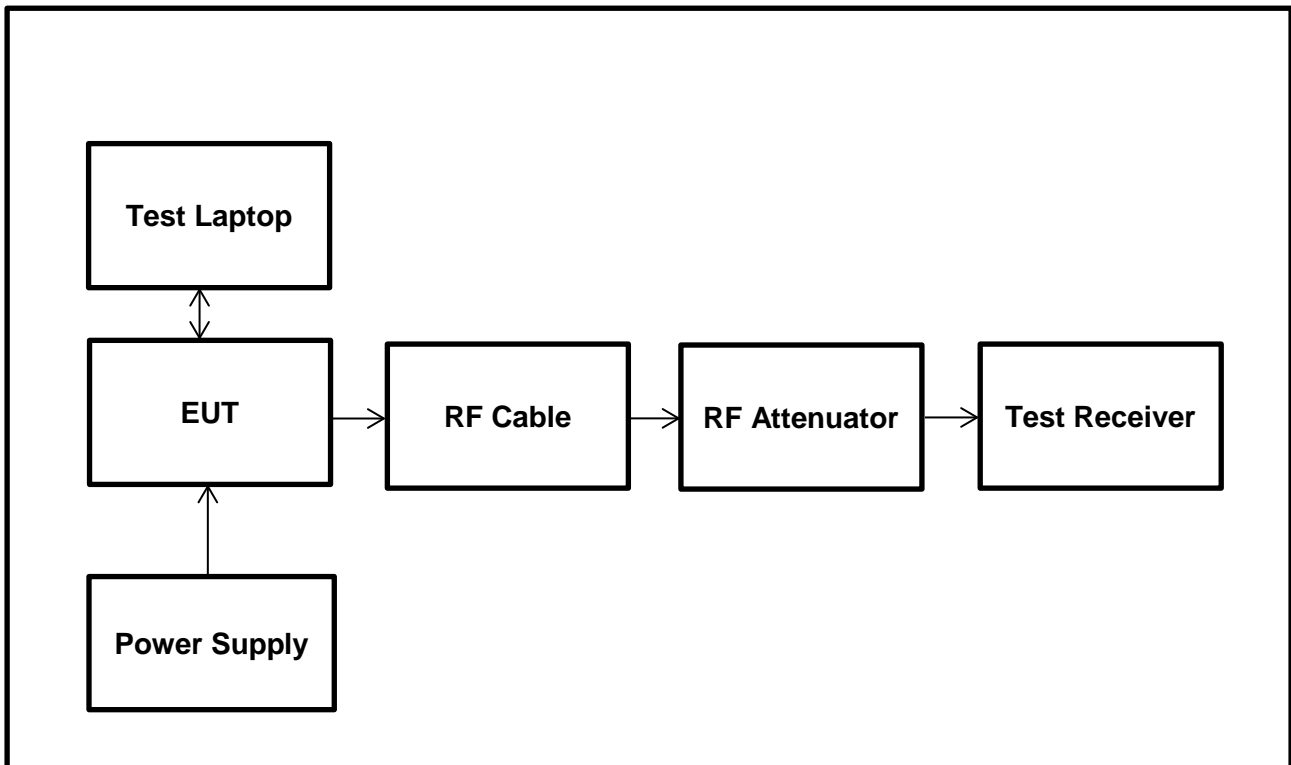 Test Laptop
EUT
RF Cable
RF Attenuator
Test Receiver
Power Supply